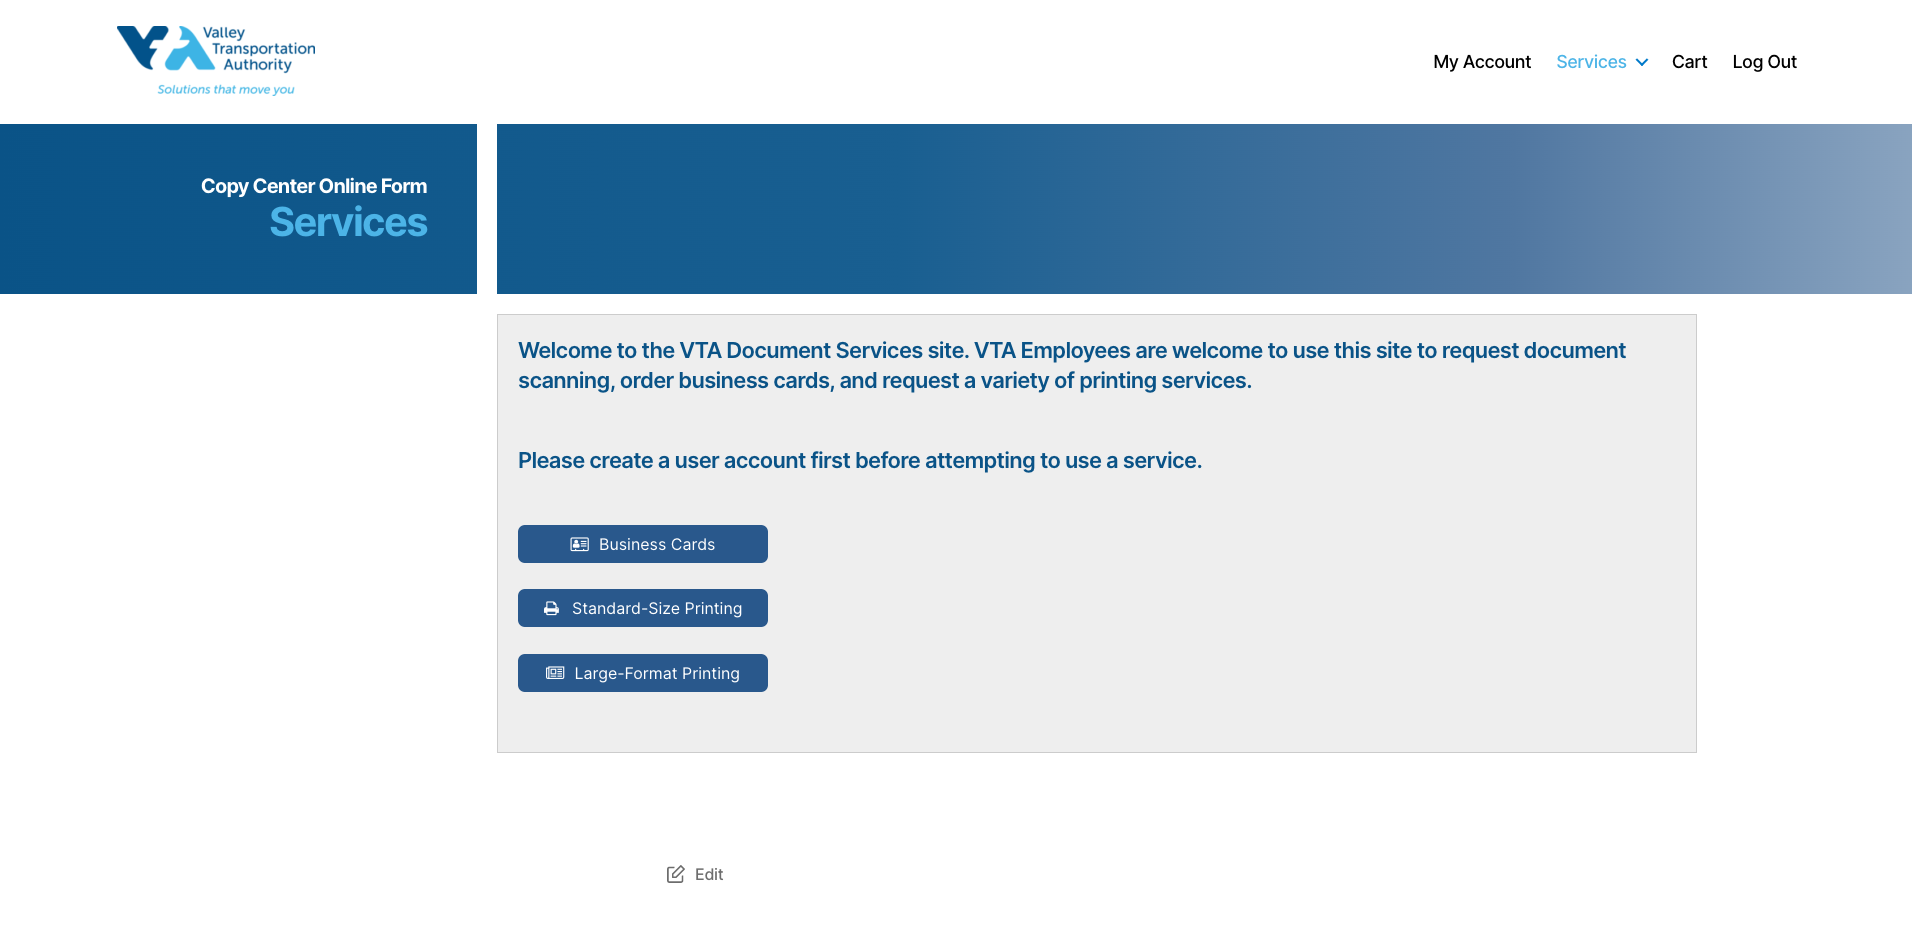 Valley
Transportation
Authority
Solutions that move you
My Account Services Cart Log Out
Copy Center Online Form
Services
Welcome to the VTA Document Services site. VTA Employees are welcome to use this site to request document
scanning, order business cards, and request a variety of printing services.
Please create a user account first before attempting to use a service.
Business Cards
Standard-Size Printing
Large-Format Printing
Edit